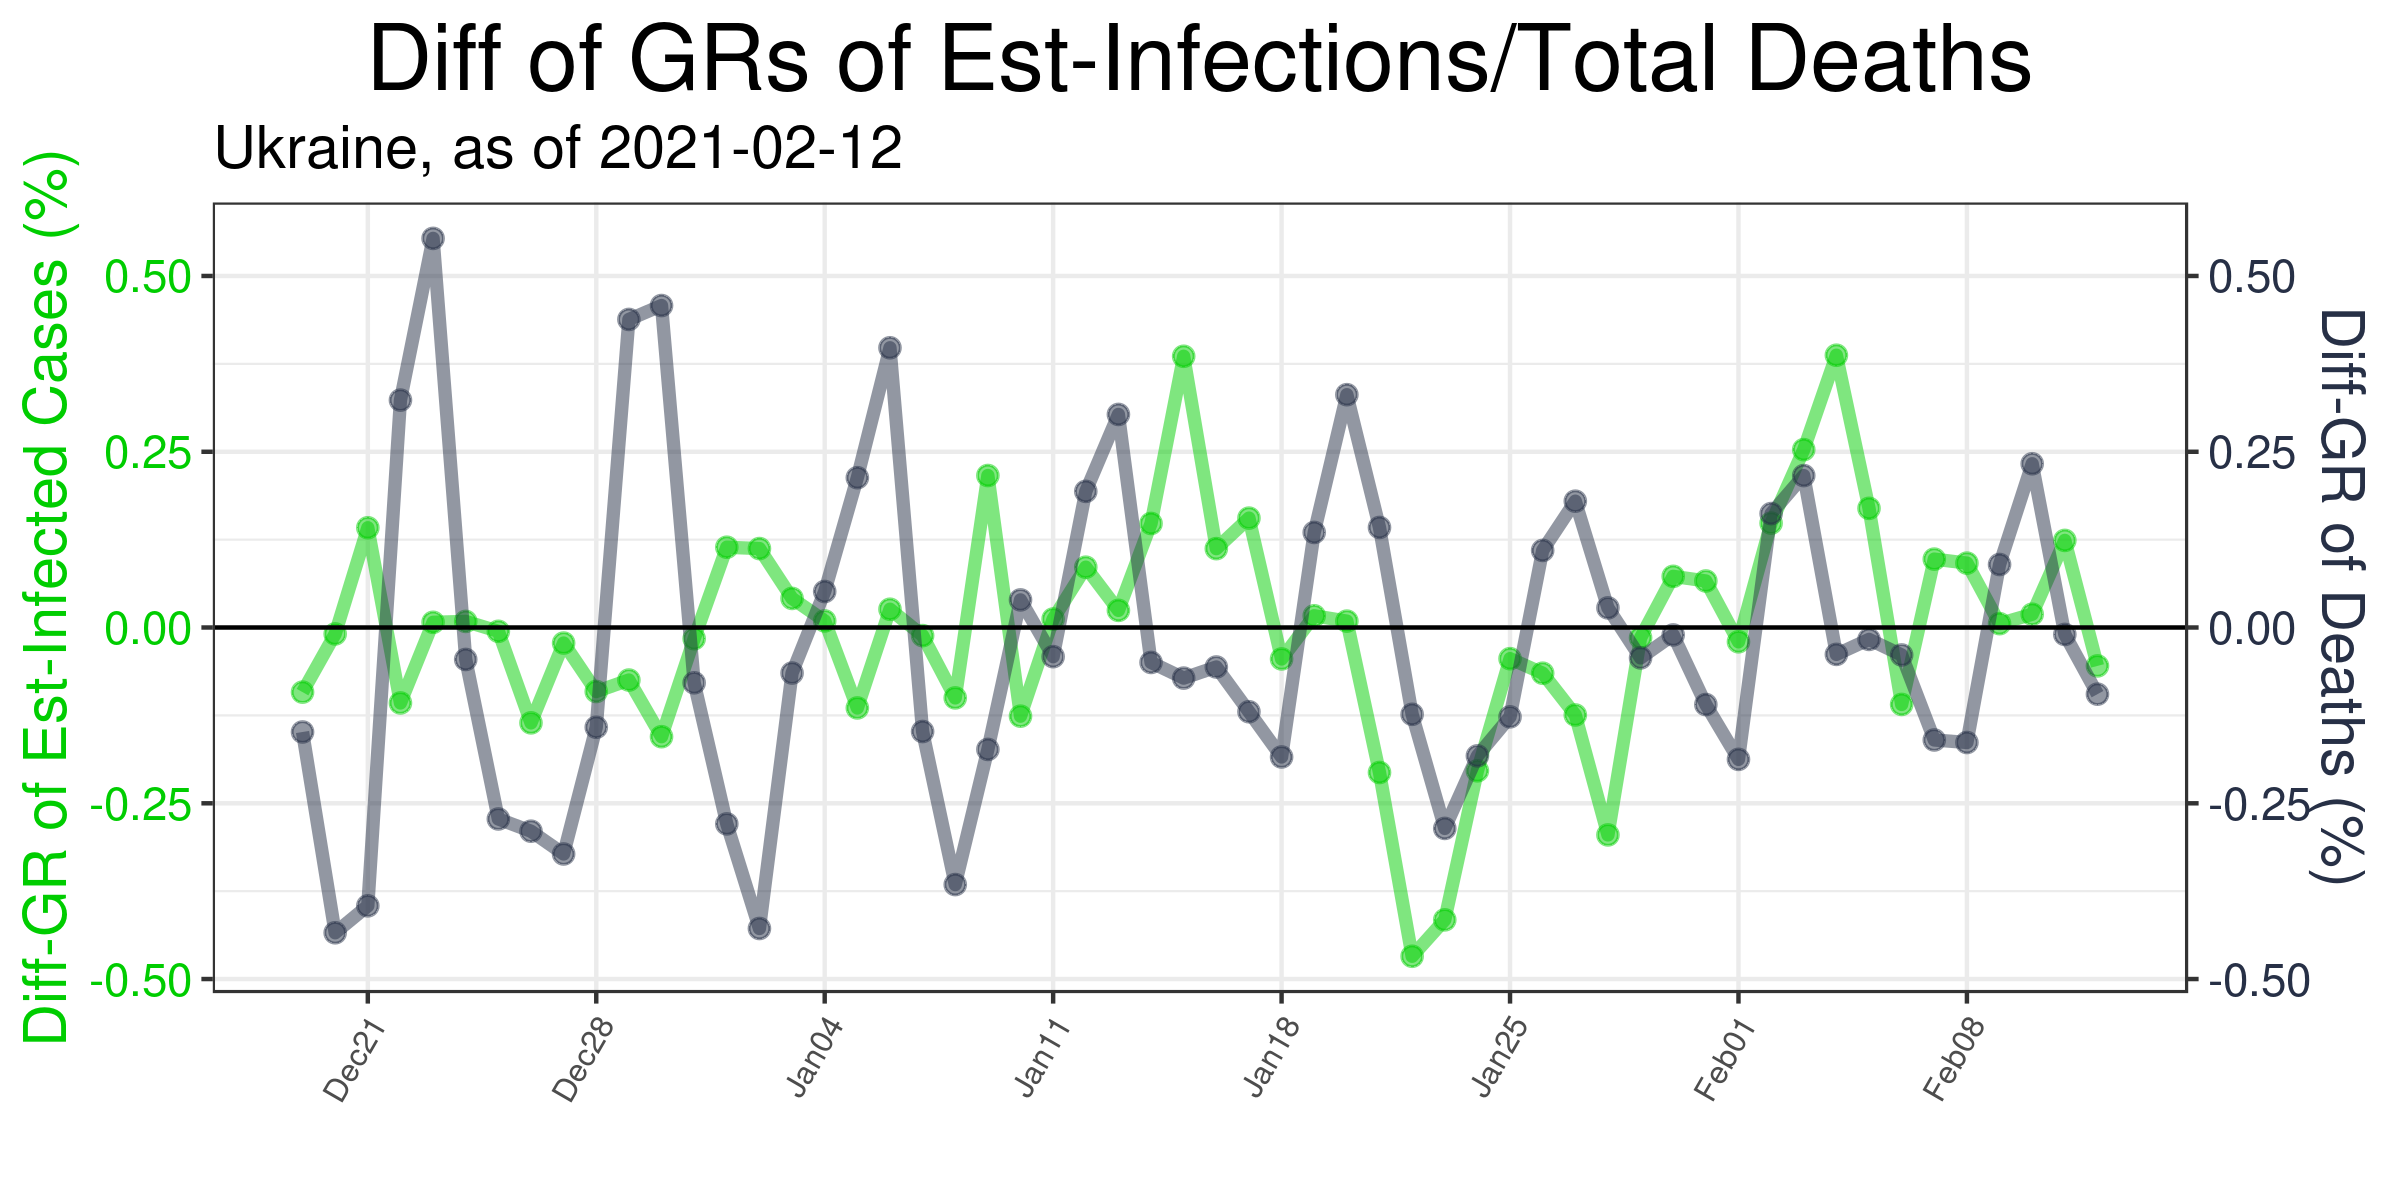 Diff of GRs of Est-Infections/Total Deaths
Ukraine, as of 2021-02-12
Diff-GR of Est-Infected Cases (%)
0.50
0.25
0.00
-0.25
-0.50
0.50
0.25
0.00
-0.25
-0.50
Diff-GR of Deaths (%)
Dec21
Dec28
Jan04
Jan11
Jan18
Jan25
Feb01
Feb08